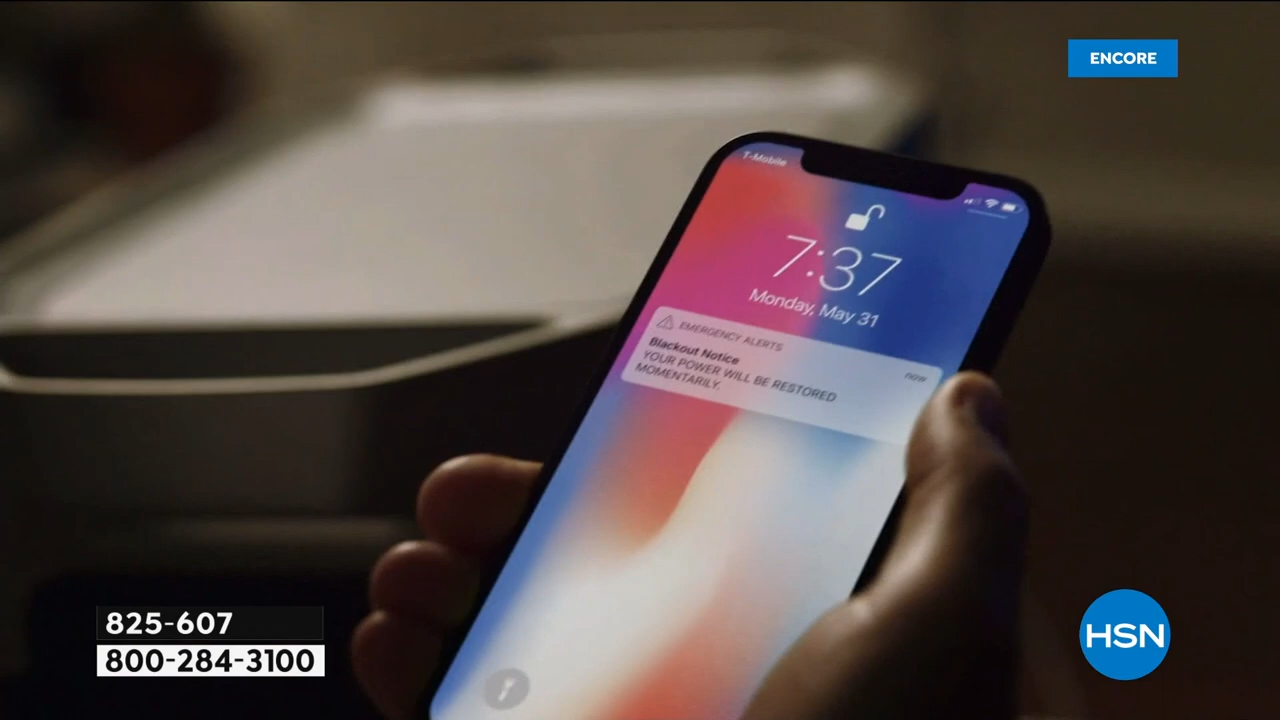 ENCORE
T-Mobile
7:37
Monday, May 31
EMERGENCY ALERTS
now
Blackout Notice
YOUR POWER WILL BE RESTORED
MOMENTARILY.
825-607
800-284-3100
HSN